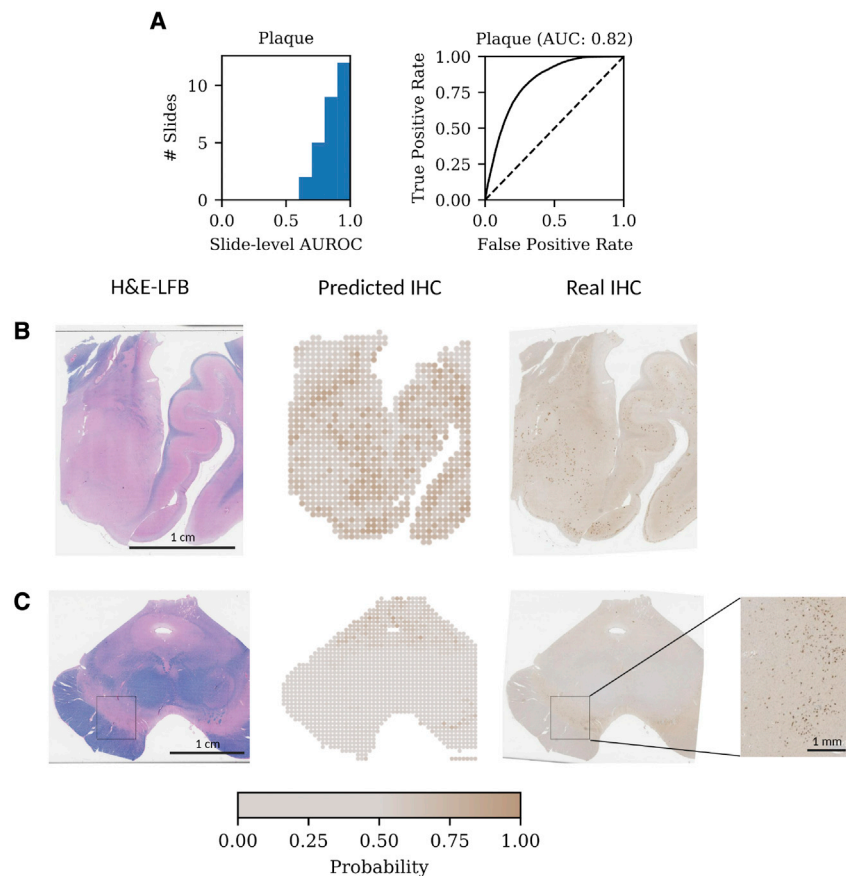 A
Plaque
Plaque (AUC: 0.82)
# Slides
10
5
0
0.0
0.5
1.0
Slide-level AUROC
True Positive Rate
1.00
0.75
0.50
0.25
0.00
0.0
0.5
1.0
False Positive Rate
H&E-LFB
Predicted IHC
Real IHC
B
1 cm
C
1 cm
1 mm
0.00
0.25
0.50
0.75
1.00
Probability